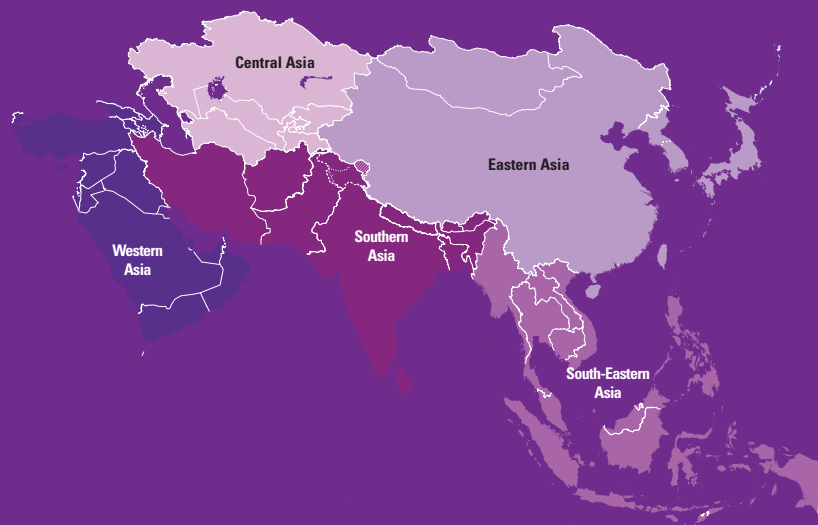 Central Asia
Eastern Asia
Western
Asia
Southern
Asia
South-Eastern
Asia